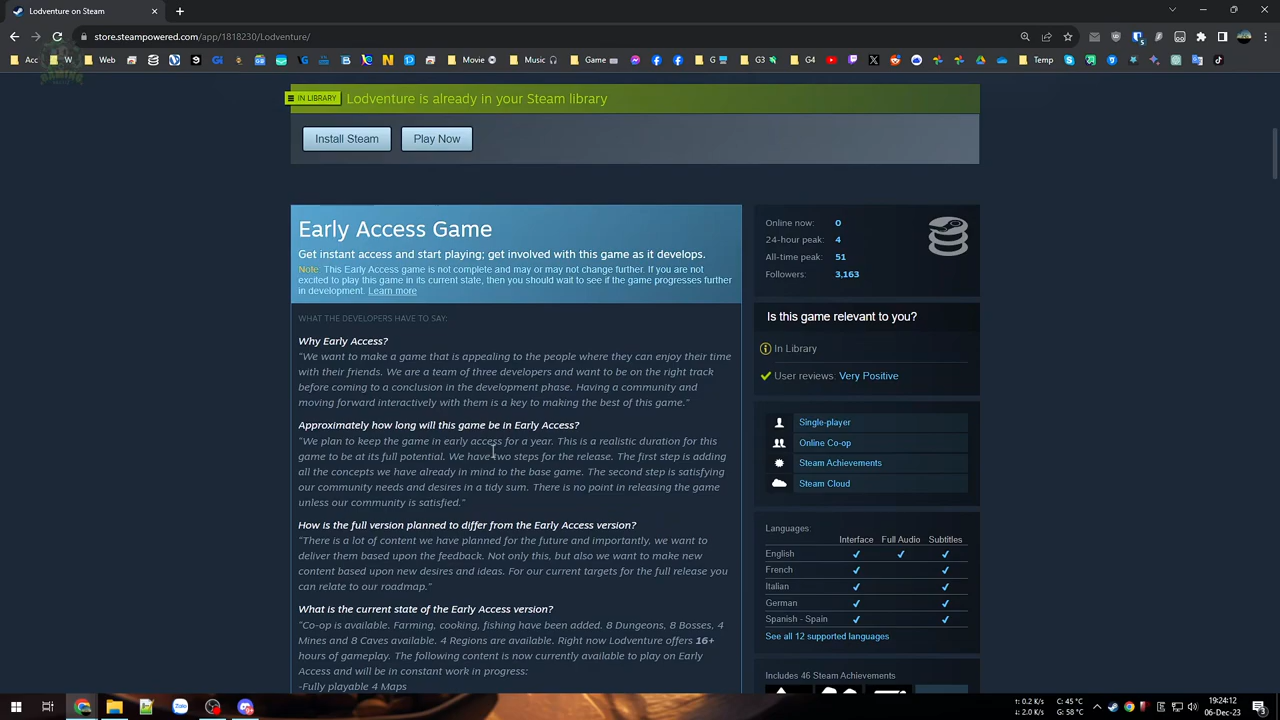 Lodventure on Steam
store.steampowered.com/app/1818230/Lodventure/
Acc
W
Web
G
Movie
Music
Game
G
G3
G4
Temp
GAMING
IN LIBRARY
Lodventure is already in your Steam library
Install Steam
Play Now
Early Access Game
Get instant access and start playing; get involved with this game as it develops.
Note: This Early Access game is not complete and may or may not change further. If you are not
excited to play this game in its current state, then you should wait to see if the game progresses further
in development. Learn more
WHAT THE DEVELOPERS HAVE TO SAY:
Why Early Access?
“We want to make a game that is appealing to the people where they can enjoy their time
with their friends. We are a team of three developers and want to be on the right track
before coming to a conclusion in the development phase. Having a community and
moving forward interactively with them is a key to making the best of this game.”
Approximately how long will this game be in Early Access?
“We plan to keep the game in early access for a year. This is a realistic duration for this
game to be at its full potential. We have two steps for the release. The first step is adding
all the concepts we have already in mind to the base game. The second step is satisfying
our community needs and desires in a tidy sum. There is no point in releasing the game
unless our community is satisfied.”
How is the full version planned to differ from the Early Access version?
“There is a lot of content we have planned for the future and importantly, we want to
deliver them based upon the feedback. Not only this, but also we want to make new
content based upon new desires and ideas. For our current targets for the full release you
can relate to our roadmap.”
What is the current state of the Early Access version?
“Co-op is available. Farming, cooking, fishing have been added. 8 Dungeons, 8 Bosses, 4
Mines and 8 Caves available. 4 Regions are available. Right now Lodventure offers 16+
hours of gameplay. The following content is now currently available to play on Early
Access and will be in constant work in progress:
-Fully playable 4 Maps
Online now: 0
24-hour peak: 4
All-time peak: 51
Followers: 3,163
Is this game relevant to you?
In Library
User reviews: Very Positive
Single-player
Online Co-op
Steam Achievements
Steam Cloud
Languages:
Interface Full Audio Subtitles
English ✔ ✔ ✔
French ✔ ✔
Italian ✔ ✔
German ✔ ✔
Spanish - Spain ✔ ✔
See all 12 supported languages
Includes 46 Steam Achievements
Zalo
t: 0.2 K/s
↓: 2.0 K/s
C: 45 °C
G: 58 °C
19:24:12
06-Dec-23